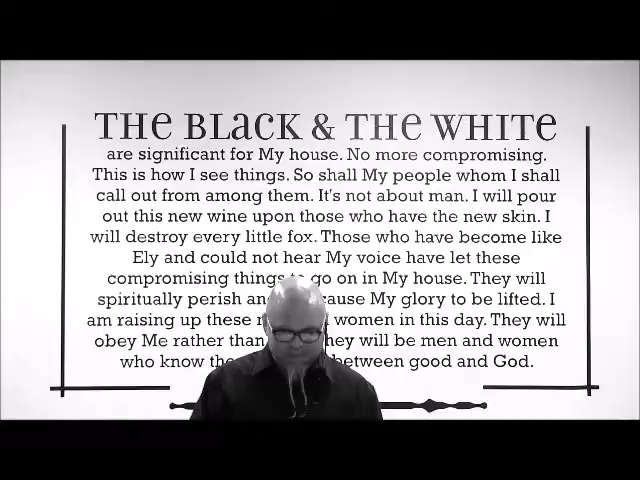 THE BLACK & THE WHITE
are significant for My house. No more compromising.
This is how I see things. So shall My people whom I shall
call out from among them. It's not about man. I will pour
out this new wine upon those who have the new skin. I
will destroy every little fox. Those who have become like
Ely and could not hear My voice have let these
compromising things to go on in My house. They will
spiritually perish and cause My glory to be lifted. I
am raising up these women in this day. They will
obey Me rather than They will be men and women
who know the between good and God.